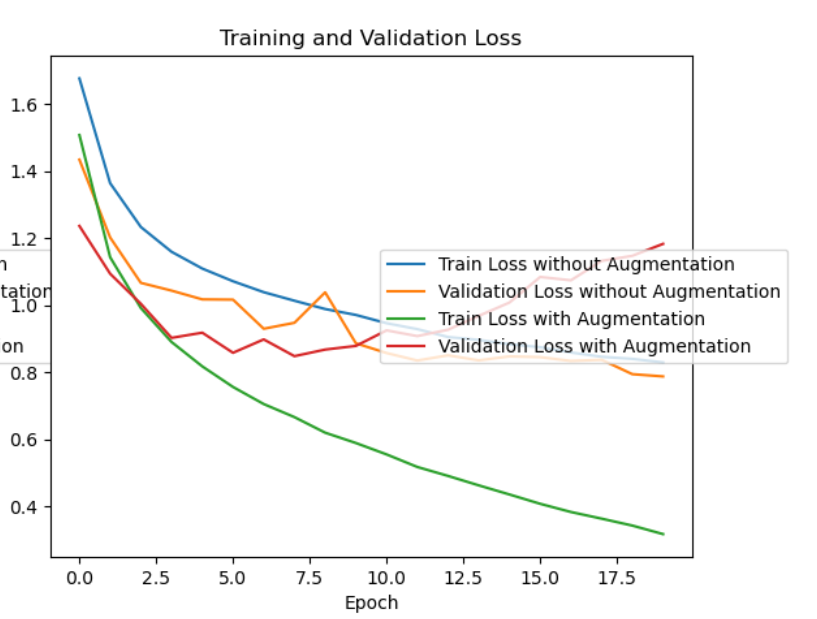 Training and Validation Loss
1.6
1.4
1.2
1.0
0.8
0.6
0.4
n
tation
ion
Train Loss without Augmentation
Validation Loss without Augmentation
Train Loss with Augmentation
Validation Loss with Augmentation
0.0 2.5 5.0 7.5 10.0 12.5 15.0 17.5
Epoch